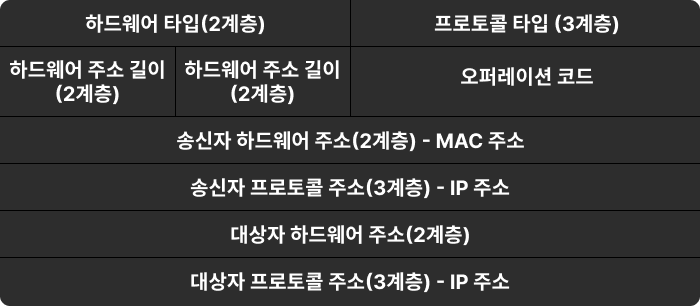 하드웨어 타입(2계층)
프로토콜 타입 (3계층)
하드웨어 주소 길이
(2계층)
하드웨어 주소 길이
(2계층)
오퍼레이션 코드
송신자 하드웨어 주소(2계층) - MAC 주소
송신자 프로토콜 주소(3계층) - IP 주소
대상자 하드웨어 주소(2계층)
대상자 프로토콜 주소(3계층) - IP 주소